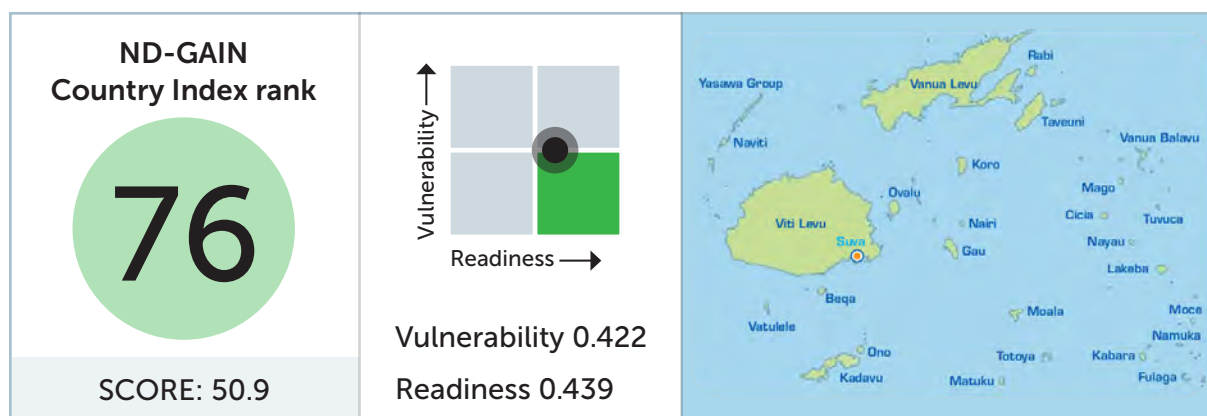 ND-GAIN
Country Index rank
76
SCORE: 50.9
Vulnerability
Readiness
Vulnerability 0.422
Readiness 0.439
Rabi
Yasawa Group
Vanua Levu
Taveuni
Vanua Balavu
Naviti
Koro
Mago
Ovalu
Cicia
Tuvuca
Viti Levu
Nairi
Suva
Nayau
Gau
Lakeba
Beqa
Moala
Moce
Vatulele
Namuka
Ono
Totoya
Kabara
Kadavu
Matuku
Fulaga